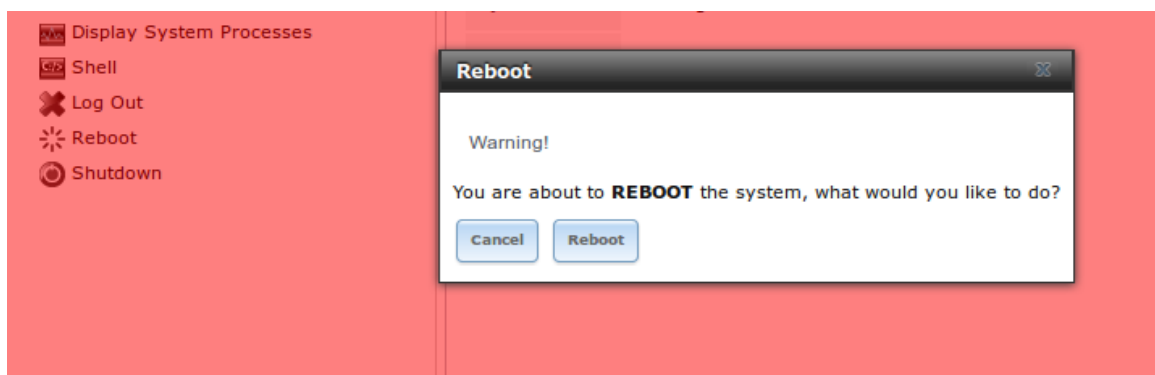 Display System Processes
Shell
Log Out
Reboot
Shutdown
Reboot
Warning!
You are about to REBOOT the system, what would you like to do?
Cancel Reboot